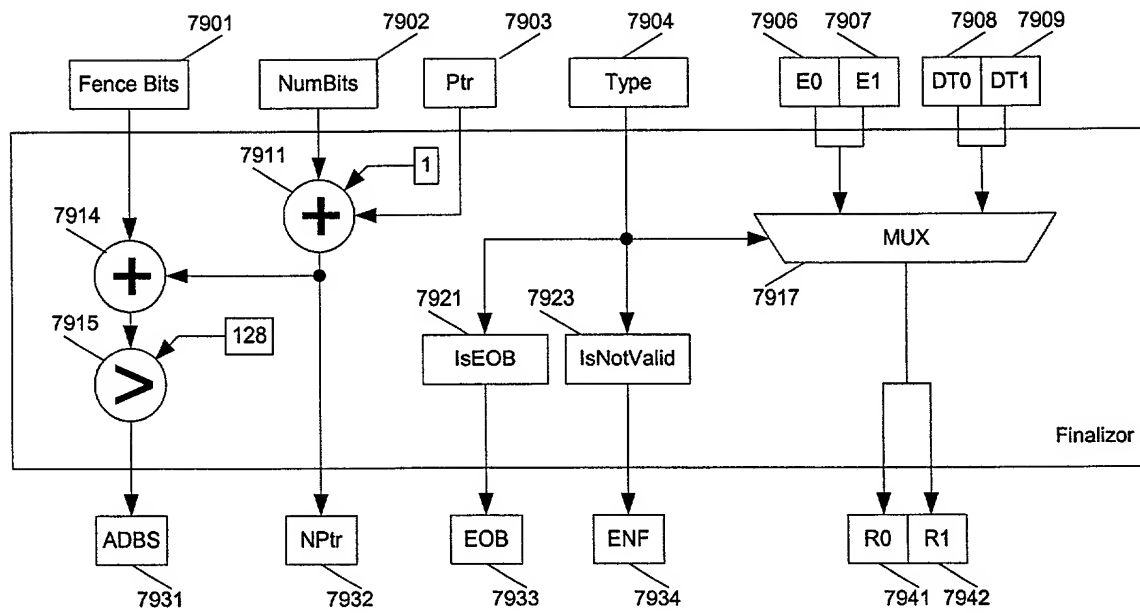 7901
7902
7903
7904
7906
7907
7908
7909
Fence Bits
NumBits
Ptr
Type
E0
E1
DT0
DT1
7911
1
+
7914
+
MUX
7917
7921
7923
7915
128
>
IsEOB
IsNotValid
Finalizor
ADBS
NPtr
EOB
ENF
R0
R1
7931
7932
7933
7934
7941
7942